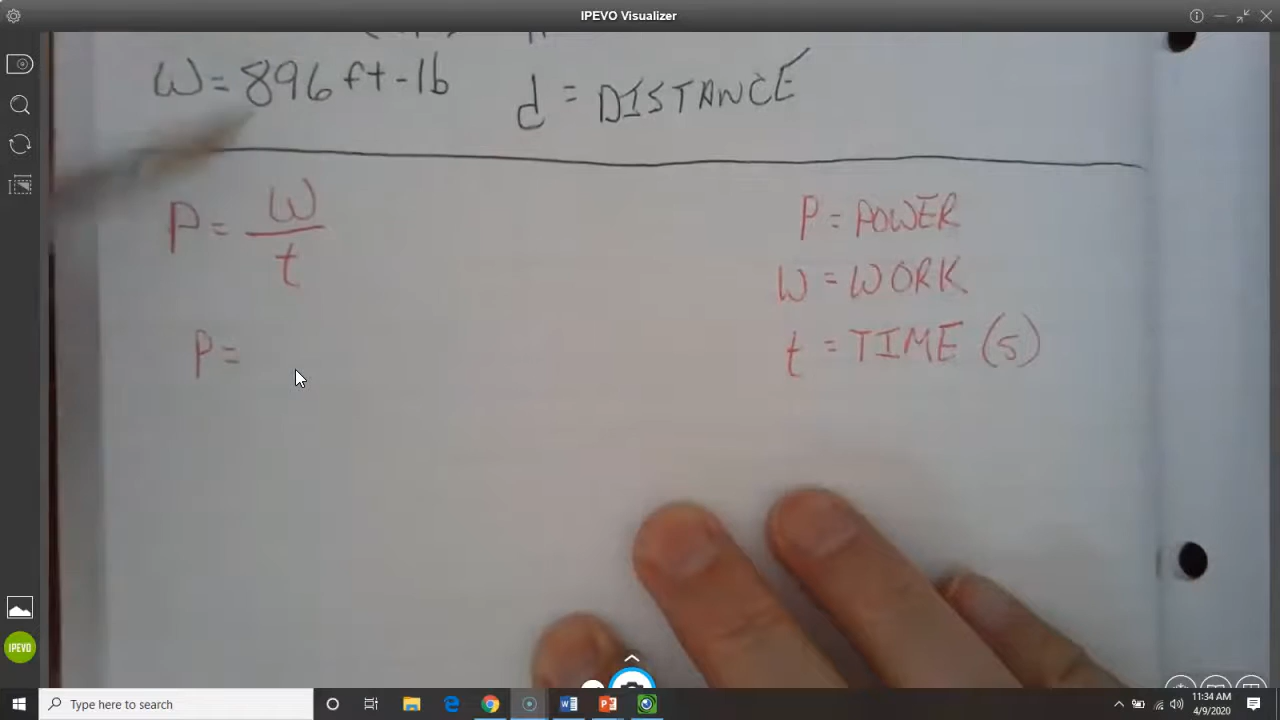 IPEVO Visualizer
W = 896 ft-lb
d = DISTANCE
P = W
t
P = POWER
W = WORK
t = TIME (s)
P =
IPEVO
Type here to search
11:34 AM
4/9/2020